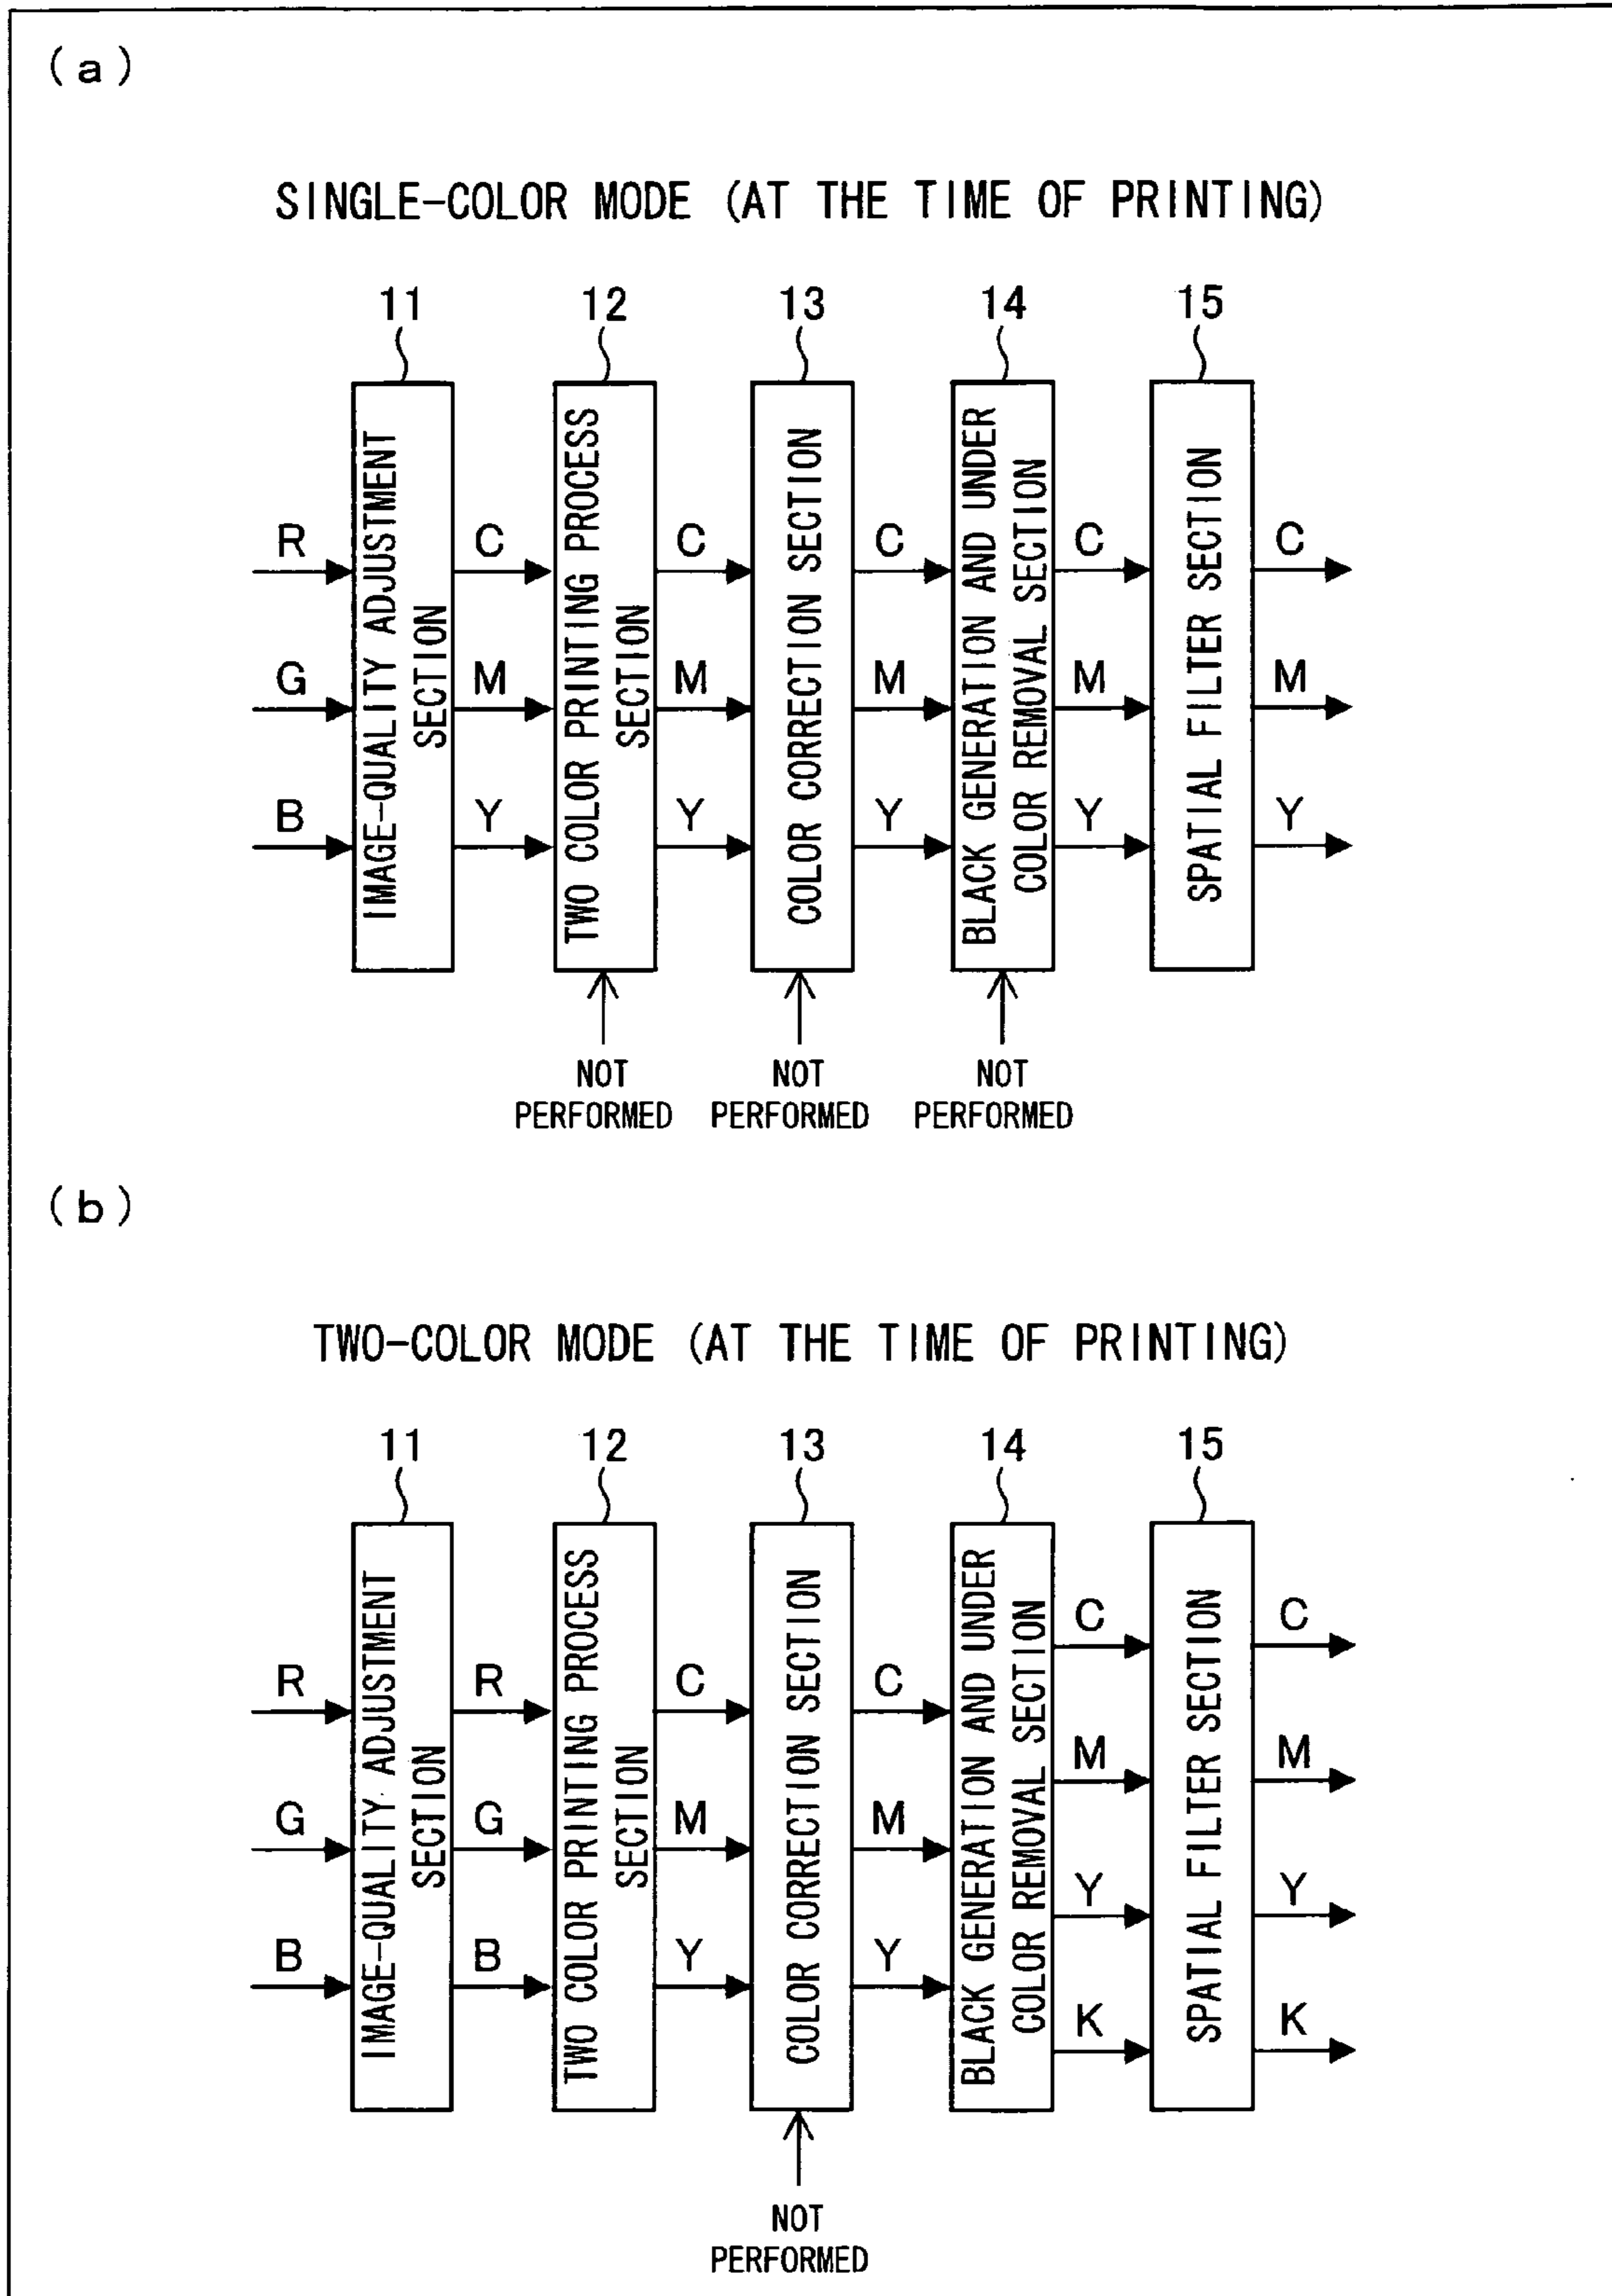 (a)
SINGLE-COLOR MODE (AT THE TIME OF PRINTING)
11
12
13
14
15
R
G
B
IMAGE-QUALITY ADJUSTMENT
SECTION
C
M
Y
TWO COLOR PRINTING PROCESS
SECTION
C
M
Y
COLOR CORRECTION SECTION
C
M
Y
BLACK GENERATION AND UNDER
COLOR REMOVAL SECTION
C
M
Y
SPATIAL FILTER SECTION
C
M
Y
NOT
PERFORMED
NOT
PERFORMED
NOT
PERFORMED
(b)
TWO-COLOR MODE (AT THE TIME OF PRINTING)
11
12
13
14
15
R
G
B
IMAGE-QUALITY ADJUSTMENT
SECTION
R
G
B
TWO COLOR PRINTING PROCESS
SECTION
C
M
Y
COLOR CORRECTION SECTION
C
M
Y
BLACK GENERATION AND UNDER
COLOR REMOVAL SECTION
C
M
Y
K
SPATIAL FILTER SECTION
C
M
Y
K
NOT
PERFORMED